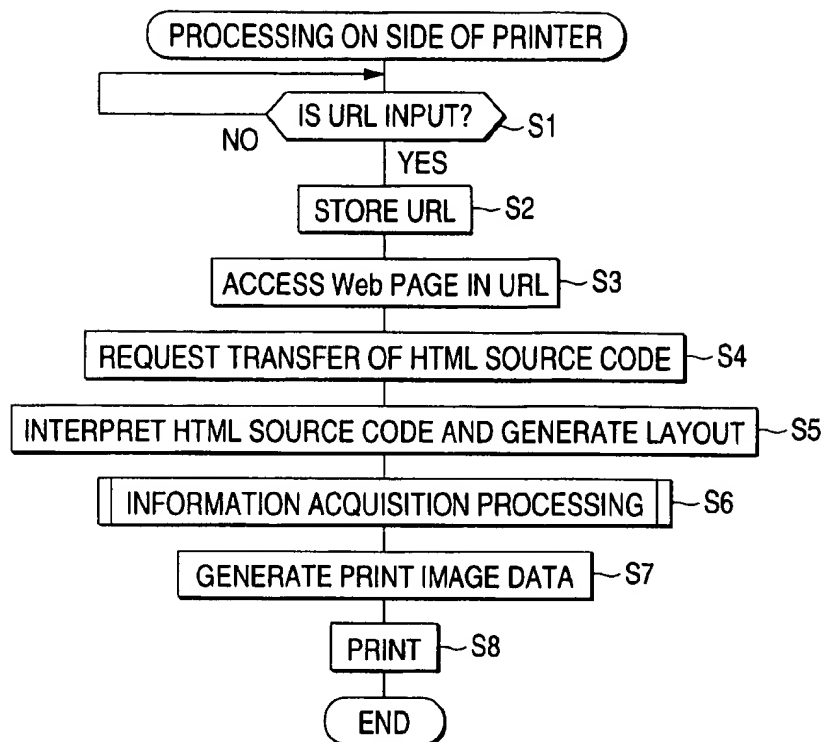 PROCESSING ON SIDE OF PRINTER
IS URL INPUT? S1
NO
YES
STORE URL S2
ACCESS Web PAGE IN URL S3
REQUEST TRANSFER OF HTML SOURCE CODE S4
INTERPRET HTML SOURCE CODE AND GENERATE LAYOUT S5
INFORMATION ACQUISITION PROCESSING S6
GENERATE PRINT IMAGE DATA S7
PRINT S8
END